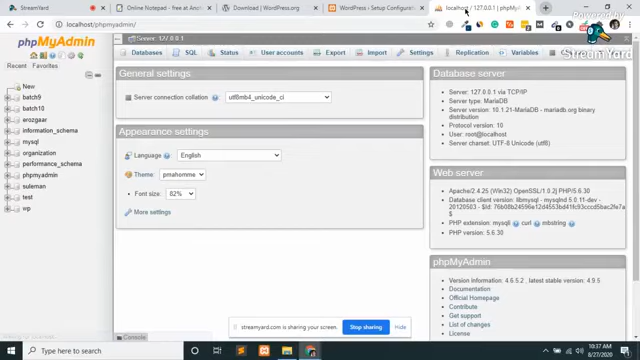 StreamYard
Online Notepad - free at Anot
Download | WordPress.org
WordPress › Setup Configurat
localhost / 127.0.0.1 | phpMyAdm
Powered by
StreamYard
localhost/phpmyadmin/
phpMyAdmin
Recent Favorites
New
batch9
batch10
erozgaar
information_schema
mysql
organization
performance_schema
phpmyadmin
suleman
test
wp
Server: 127.0.0.1
Databases SQL Status User accounts Export Import Settings Replication Variables
General settings
Server connection collation utf8mb4_unicode_ci
Appearance settings
Language English
Theme: pmahomme
Font size: 82%
More settings
Database server
Server: 127.0.0.1 via TCP/IP
Server type: MariaDB
Server version: 10.1.21-MariaDB - mariadb.org binary
distribution
Protocol version: 10
User: root@localhost
Server charset: UTF-8 Unicode (utf8)
Web server
Apache/2.4.25 (Win32) OpenSSL/1.0.2j PHP/5.6.30
Database client version: libmysql - mysqlnd 5.0.11-dev -
PHP extension: mysqli curl mbstring
PHP version: 5.6.30
phpMyAdmin
Version information: 4.6.5.2, latest stable version: 4.9.5
Documentation
Official Homepage
Contribute
Get support
List of changes
License
Console
streamyard.com is sharing your screen. Stop sharing Hide
Type here to search
10:37 AM
8/27/2020